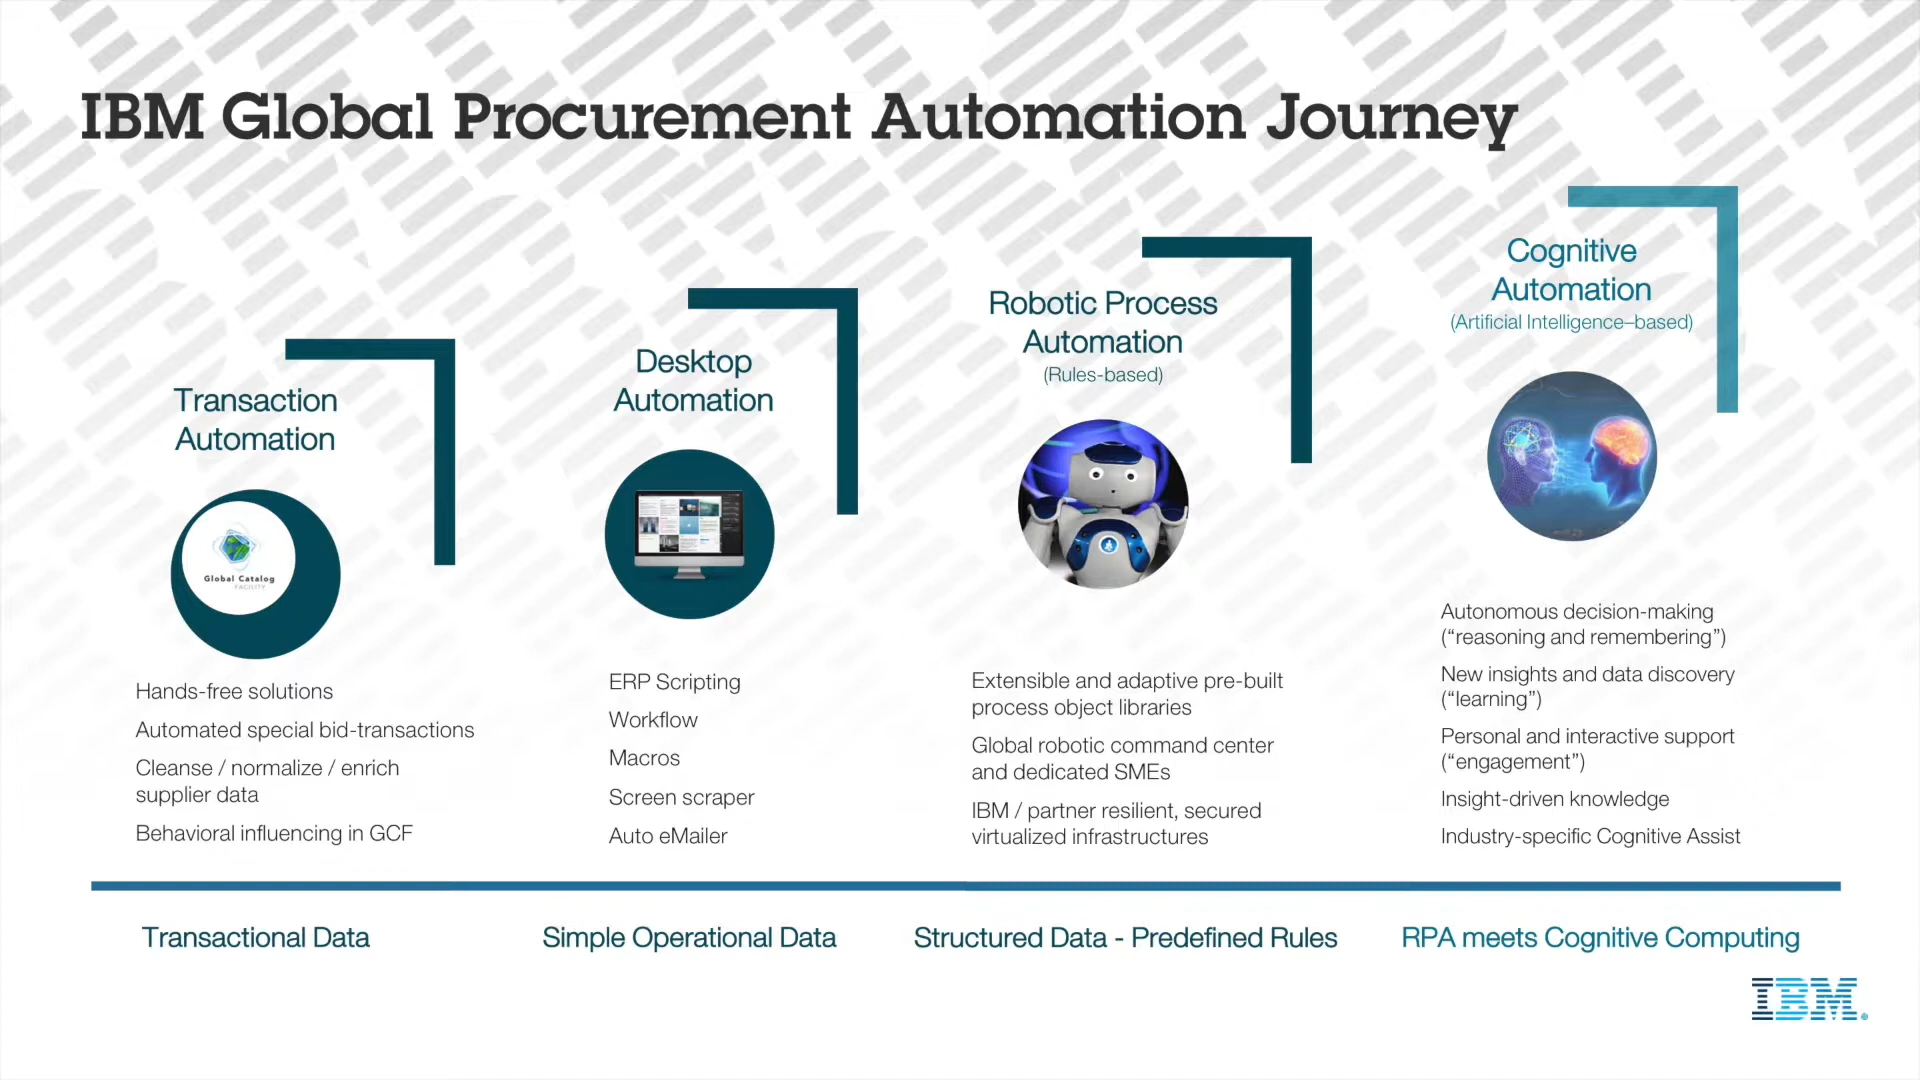 IBM Global Procurement Automation Journey
Transaction
Automation
Global Catalog
FACILITY
Hands-free solutions
Automated special bid-transactions
Cleanse / normalize / enrich
supplier data
Behavioral influencing in GCF
Transactional Data
Desktop
Automation
ERP Scripting
Workflow
Macros
Screen scraper
Auto eMailer
Simple Operational Data
Robotic Process
Automation
(Rules-based)
Extensible and adaptive pre-built
process object libraries
Global robotic command center
and dedicated SMEs
IBM / partner resilient, secured
virtualized infrastructures
Structured Data - Predefined Rules
Cognitive
Automation
(Artificial Intelligence–based)
Autonomous decision-making
(“reasoning and remembering”)
New insights and data discovery
(“learning”)
Personal and interactive support
(“engagement”)
Insight-driven knowledge
Industry-specific Cognitive Assist
RPA meets Cognitive Computing
IBM®